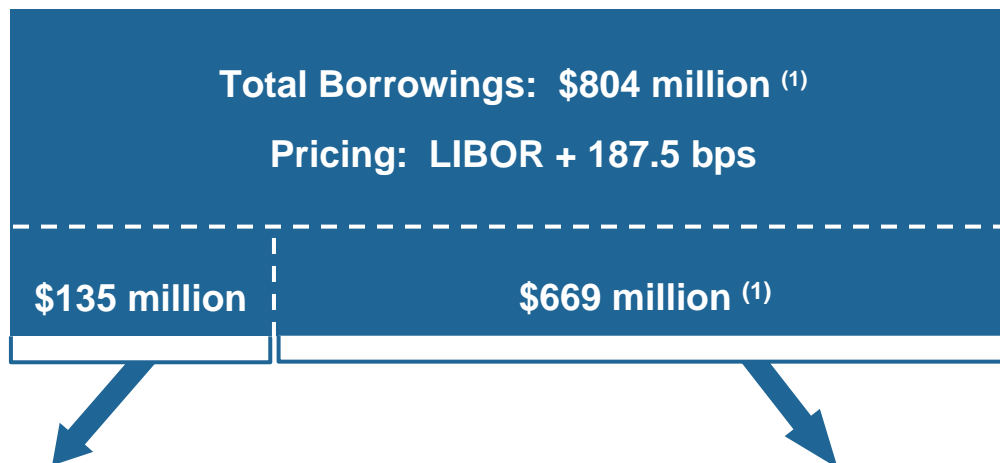 Total Borrowings: $804 million (1)
Pricing: LIBOR + 187.5 bps
$135 million
$669 million (1)